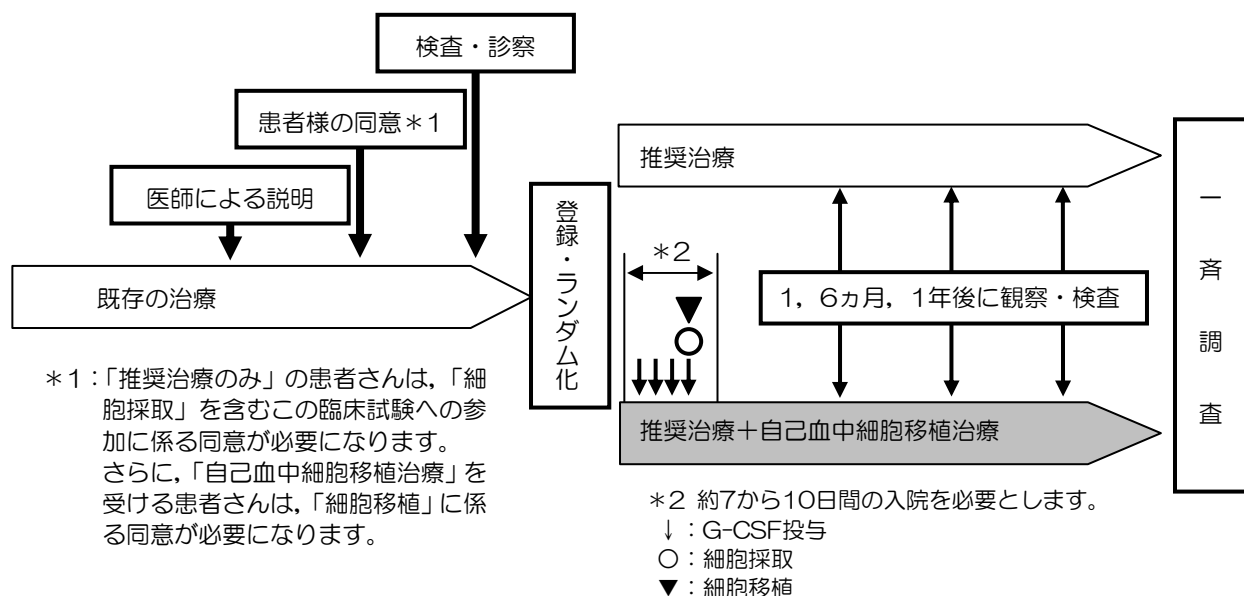 検査・診察
患者様の同意＊1
医師による説明
既存の治療
登録・ランダム化
推奨治療
＊2
1，6ヵ月，1年後に観察・検査
推奨治療＋自己血中細胞移植治療
一斉調査
＊1：「推奨治療のみ」の患者さんは，「細
胞採取」を含むこの臨床試験への参
加に係る同意が必要になります。
さらに，「自己血中細胞移植治療」を
受ける患者さんは，「細胞移植」に係
る同意が必要になります。
＊2 約7から10日間の入院を必要とします。
↓：G-CSF投与
○：細胞採取
▼：細胞移植